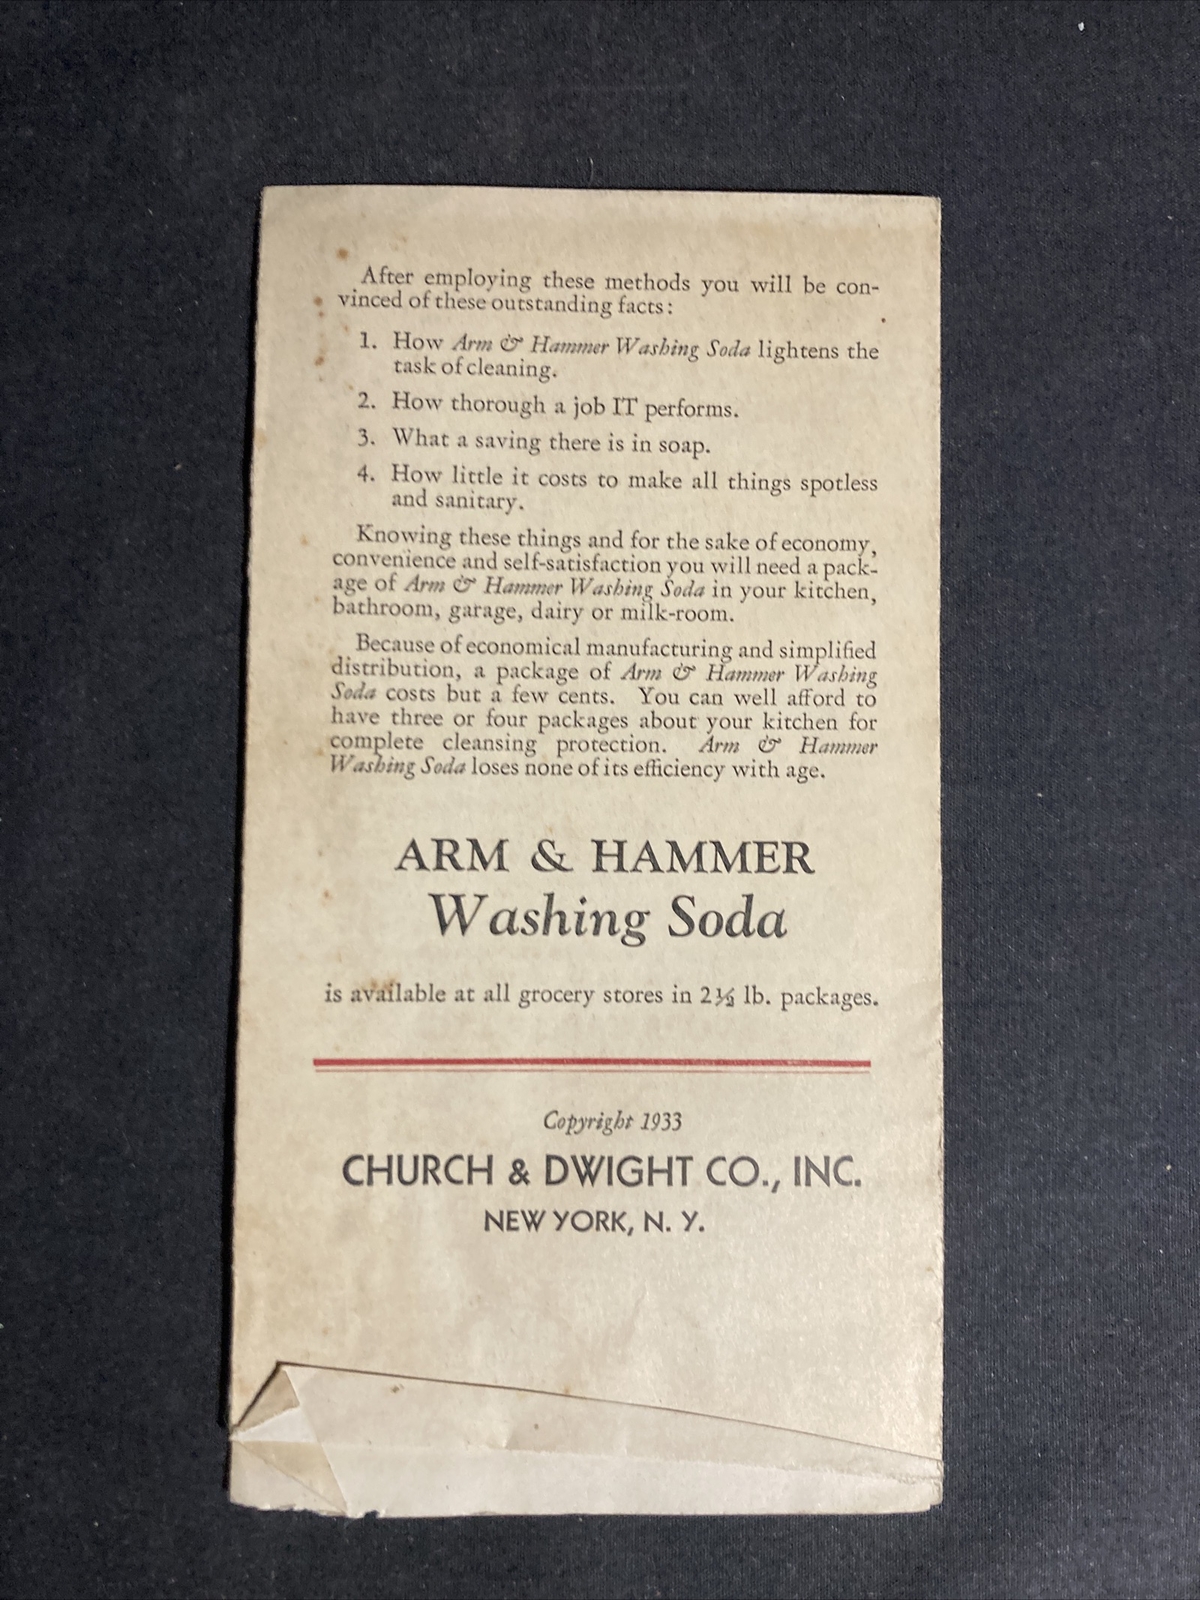 After employing these methods you will be con-
vinced of these outstanding facts:
1. How Arm & Hammer Washing Soda lightens the
task of cleaning.
2. How thorough a job IT performs.
3. What a saving there is in soap.
4. How little it costs to make all things spotless
and sanitary.
Knowing these things and for the sake of economy,
convenience and self-satisfaction you will need a pack-
age of Arm & Hammer Washing Soda in your kitchen,
bathroom, garage, dairy or milk-room.
Because of economical manufacturing and simplified
distribution, a package of Arm & Hammer Washing
Soda costs but a few cents. You can well afford to
have three or four packages about your kitchen for
complete cleansing protection. Arm & Hammer
Washing Soda loses none of its efficiency with age.
ARM & HAMMER
Washing Soda
is available at all grocery stores in 2½ lb. packages.
Copyright 1933
CHURCH & DWIGHT CO., INC.
NEW YORK, N. Y.